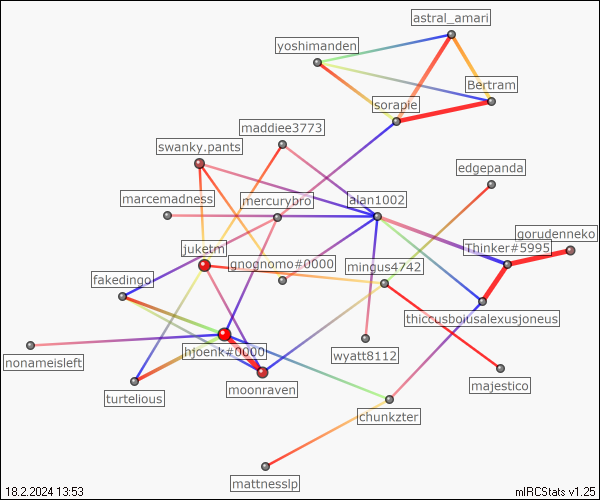 astral_amari
yoshimanden
Bertram
sorapie
maddiee3773
swanky.pants
edgepanda
marcemadness
mercurybro
alan1002
gorudenneko
Thinker#5995
juketm
gnognomo#0000
mingus4742
fakedingo
thiccusboiusalexusjoneus
hjoenk#0000
wyatt8112
nonameisleft
moonraven
majestico
turtelious
chunkzter
mattnesslp
18.2.2024 13:53
mIRCStats v1.25